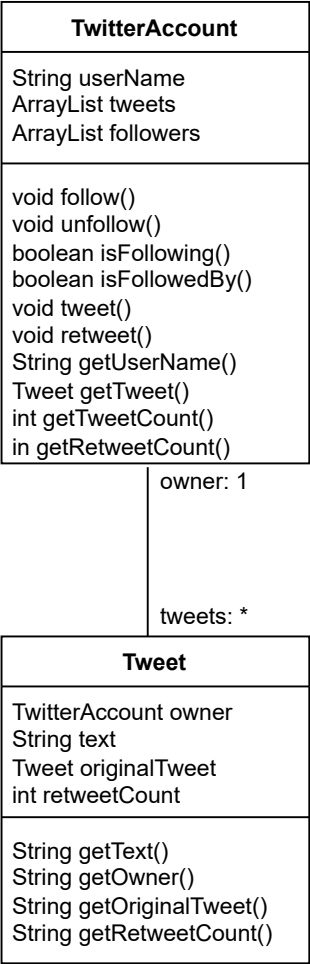 TwitterAccount
String userName
ArrayList tweets
ArrayList followers
void follow()
void unfollow()
boolean isFollowing()
boolean isFollowedBy()
void tweet()
void retweet()
String getUserName()
Tweet getTweet()
int getTweetCount()
in getRetweetCount()
owner: 1
tweets: *
Tweet
TwitterAccount owner
String text
Tweet originalTweet
int retweetCount
String getText()
String getOwner()
String getOriginalTweet()
String getRetweetCount()